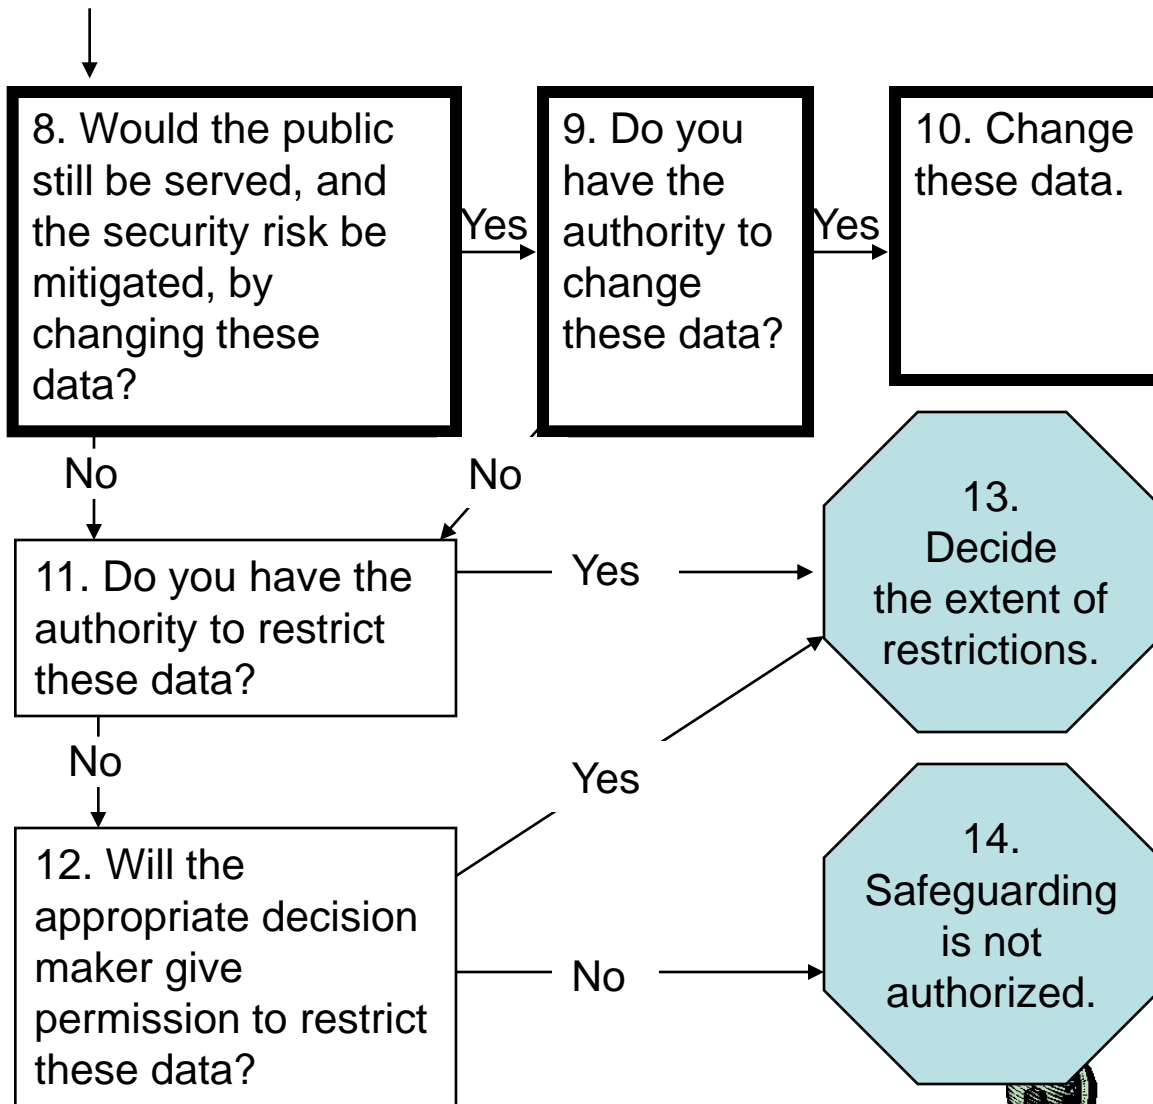 8. Would the public
still be served, and
the security risk be
mitigated, by
changing these
data?
Yes
9. Do you
have the
authority to
change
these data?
Yes
10. Change
these data.
No
No
11. Do you have the
authority to restrict
these data?
Yes
13.
Decide
the extent of
restrictions.
No
Yes
12. Will the
appropriate decision
maker give
permission to restrict
these data?
No
14.
Safeguarding
is not
authorized.